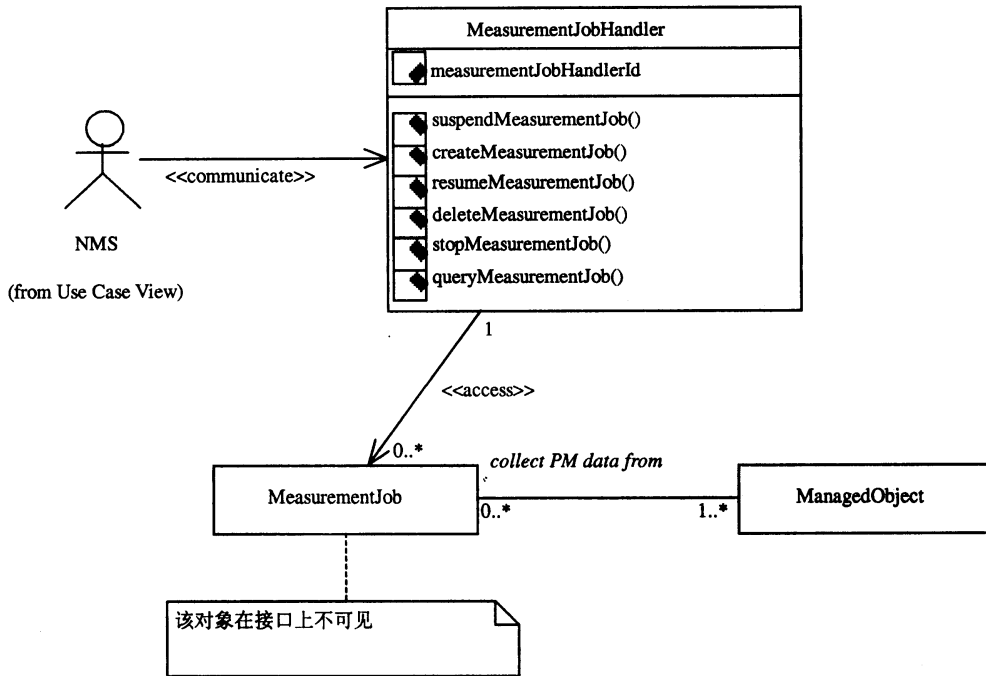 MeasurementJobHandler
measurementJobHandlerId
suspendMeasurementJob()
createMeasurementJob()
resumeMeasurementJob()
deleteMeasurementJob()
stopMeasurementJob()
queryMeasurementJob()
<<communicate>>
NMS
(from Use Case View)
1
<<access>>
0..*
collect PM data from
MeasurementJob
0..*
1..*
ManagedObject
该对象在接口上不可见